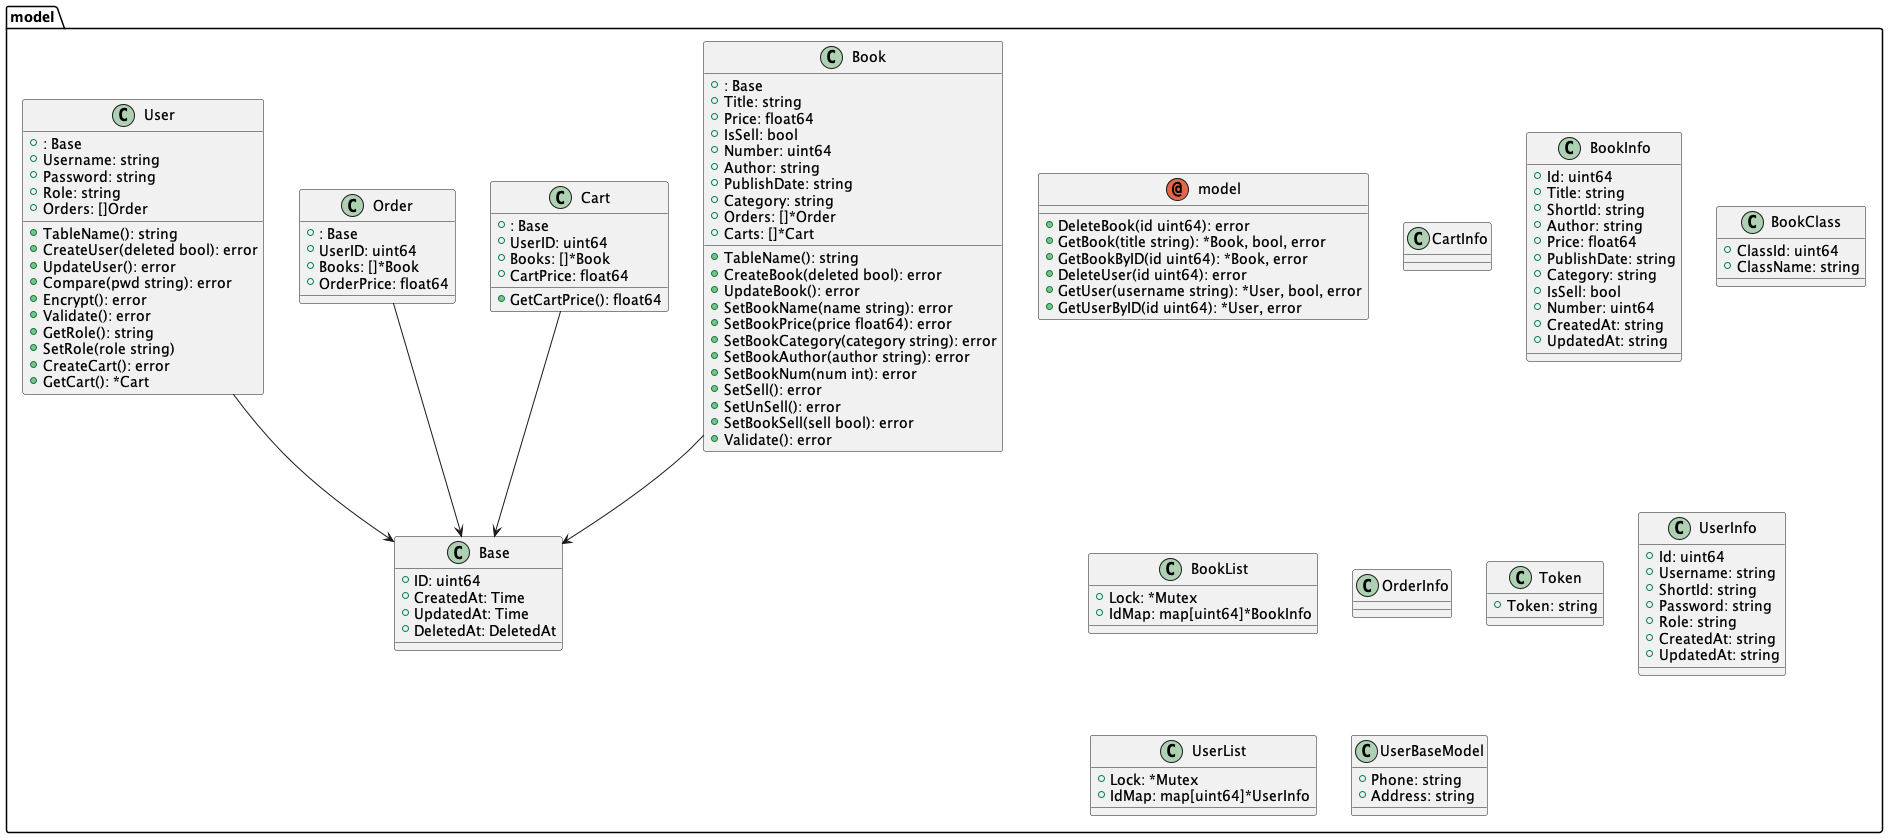 model
C User
: Base
Username: string
Password: string
Role: string
Orders: []Order
TableName(): string
CreateUser(deleted bool): error
UpdateUser(): error
Compare(pwd string): error
Encrypt(): error
Validate(): error
GetRole(): string
SetRole(role string)
CreateCart(): error
GetCart(): *Cart
C Order
: Base
UserID: uint64
Books: []*Book
OrderPrice: float64
C Cart
: Base
UserID: uint64
Books: []*Book
CartPrice: float64
GetCartPrice(): float64
C Book
: Base
Title: string
Price: float64
IsSell: bool
Number: uint64
Author: string
PublishDate: string
Category: string
Orders: []*Order
Carts: []*Cart
TableName(): string
CreateBook(deleted bool): error
UpdateBook(): error
SetBookName(name string): error
SetBookPrice(price float64): error
SetBookCategory(category string): error
SetBookAuthor(author string): error
SetBookNum(num int): error
SetSell(): error
SetUnSell(): error
SetBookSell(sell bool): error
Validate(): error
@ model
DeleteBook(id uint64): error
GetBook(title string): *Book, bool, error
GetBookByID(id uint64): *Book, error
DeleteUser(id uint64): error
GetUser(username string): *User, bool, error
GetUserByID(id uint64): *User, error
C CartInfo
C BookInfo
Id: uint64
Title: string
ShortId: string
Author: string
Price: float64
PublishDate: string
Category: string
IsSell: bool
Number: uint64
CreatedAt: string
UpdatedAt: string
C BookClass
ClassId: uint64
ClassName: string
C Base
ID: uint64
CreatedAt: Time
UpdatedAt: Time
DeletedAt: DeletedAt
C BookList
Lock: *Mutex
IdMap: map[uint64]*BookInfo
C OrderInfo
C Token
Token: string
C UserInfo
Id: uint64
Username: string
ShortId: string
Password: string
Role: string
CreatedAt: string
UpdatedAt: string
C UserList
Lock: *Mutex
IdMap: map[uint64]*UserInfo
C UserBaseModel
Phone: string
Address: string